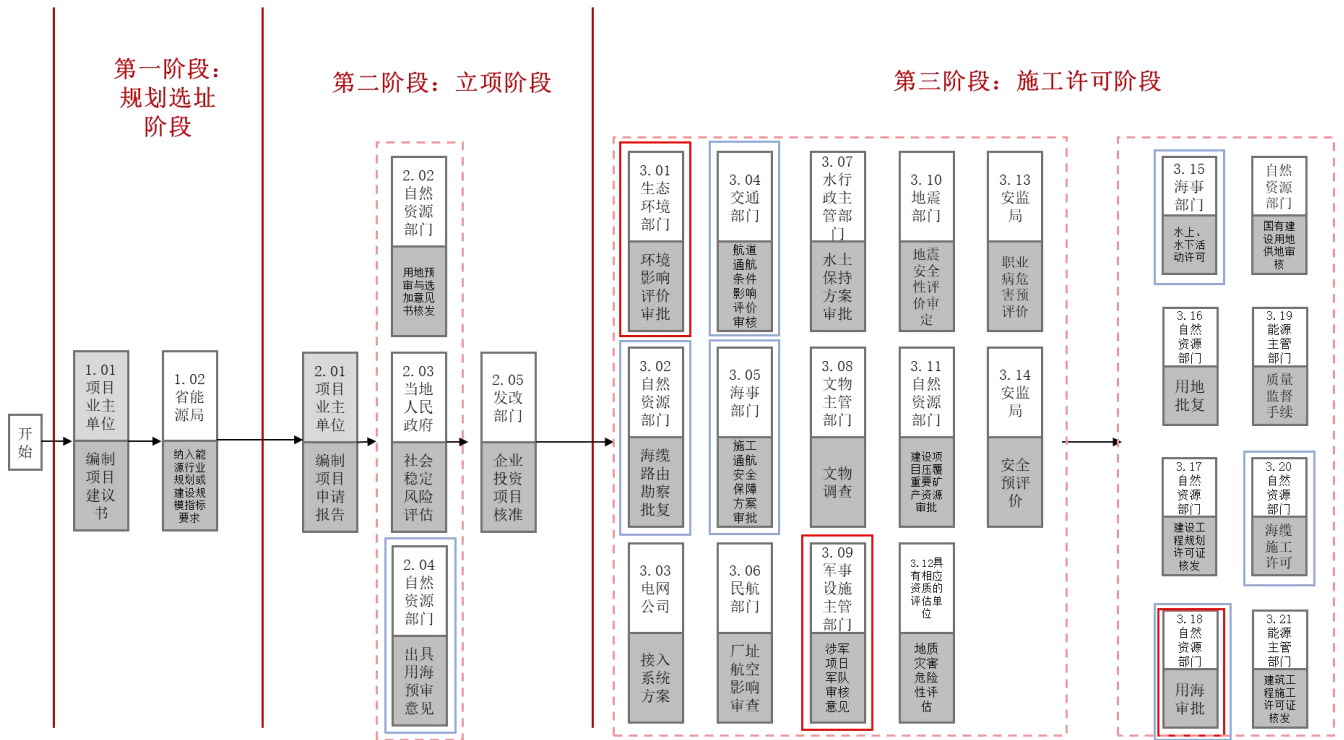 第一阶段：
规划选址
阶段
第二阶段：立项阶段
第三阶段：施工许可阶段
开
始
1.01
项目
业主
单位
编制
项目
建议
书
1.02
省能
源局
纳入能
源行业
规划或
建设规
模指标
要求
2.01
项目
业主
单位
编制
项目
申请
报告
2.02
自然
资源
部门
用地预
审与选
加意见
书核发
2.03
当地
人民
政府
社会
稳定
风险
评估
2.04
自然
资源
部门
出具
用海
预审
意见
2.05
发改
部门
企业
投资
项目
核准
3.01
生态
环境
部门
环境
影响
评价
审批
3.02
自然
资源
部门
海缆
路由
勘察
批复
3.03
电网
公司
接入
系统
方案
3.04
交通
部门
航道
通航
条件
影响
评价
审核
3.05
海事
部门
施工
通航
安全
保障
方案
审批
3.06
民航
部门
厂址
航空
影响
审查
3.07
水行
政主
管部
门
水土
保持
方案
审批
3.08
文物
主管
部门
文物
调查
3.09
军事
设施
主管
部门
涉军
项日
军队
审核
意见
3.10
地震
部门
地震
安全
性评
价审
定
3.11
自然
资源
部门
建设项
目压覆
重要矿
产资源
审批
3.12具
有相应
资质的
评估单
位
地质
灾害
危险
性评
估
3.13
安监
局
职业
病危
害预
评价
3.14
安监
局
安全
预评
价
3.15
海事
部门
水上、
水下活
动许可
自然
资源
部门
国有建
设用地
供地审
核
3.16
自然
资源
部门
用地
批复
3.19
能源
主管
部门
质量
监督
手续
3.17
自然
资源
部门
建设工
程规划
许可证
核发
3.20
自然
资源
部门
海缆
施工
许可
3.18
自然
资源
部门
用海
审批
3.21
能源
主管
部门
建筑工
程施工
许可证
核发